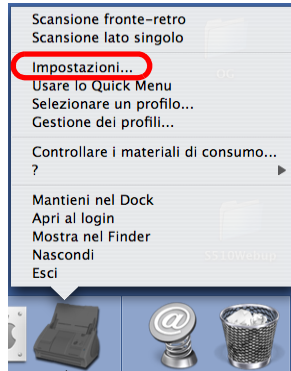 Scansione fronte-retro
Scansione lato singolo
Impostazioni...
Usare lo Quick Menu
Selezionare un profilo...
Gestione dei profili...
Controllare i materiali di consumo...
?
Mantieni nel Dock
Apri al login
Mostra nel Finder
Nascondi
Esci
@